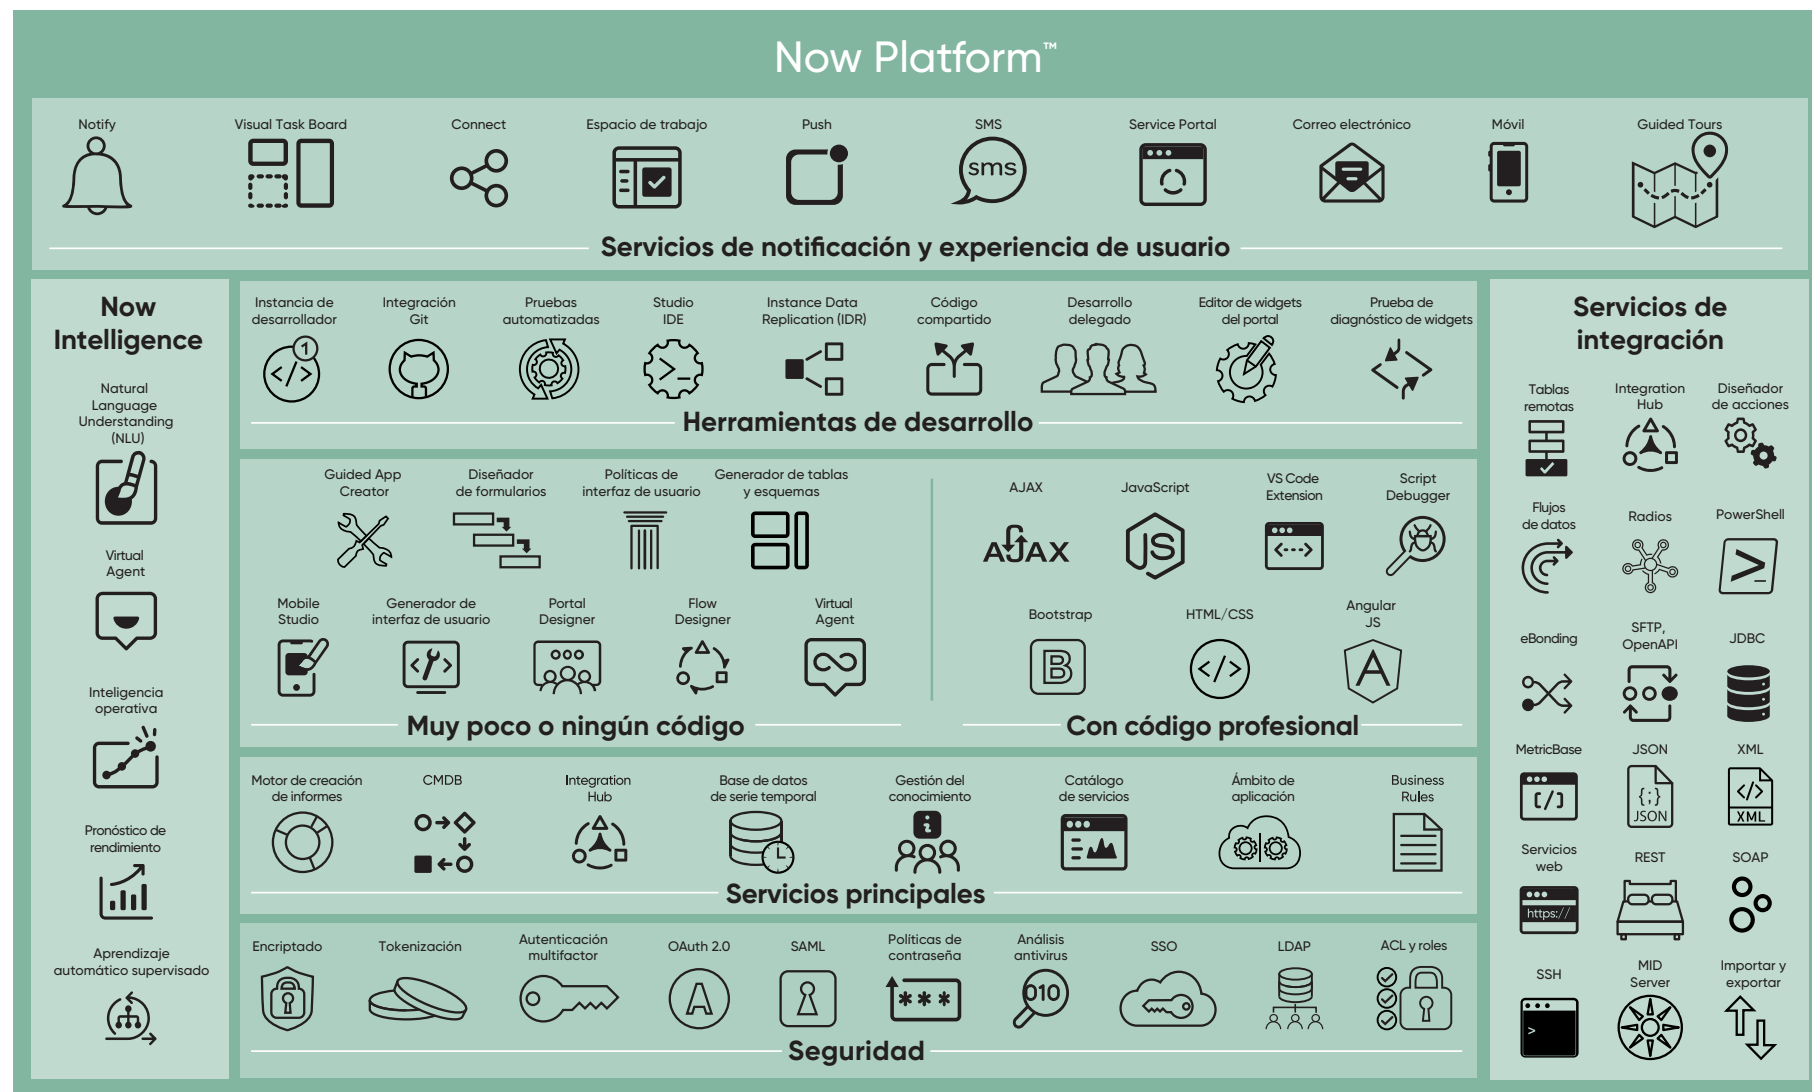 Now Platform™
Notify
Visual Task Board
Connect
Espacio de trabajo
Push
SMS
Service Portal
Correo electrónico
Móvil
Guided Tours
sms
Servicios de notificación y experiencia de usuario
Now
Intelligence
Natural
Language
Understanding
(NLU)
Virtual
Agent
Inteligencia
operativa
Pronóstico de
rendimiento
Aprendizaje
automático supervisado
Instancia de
desarrollador
1
</>
Integración
Git
Pruebas
automatizadas
Studio
IDE
>_
Instance Data
Replication (IDR)
Código
compartido
Desarrollo
delegado
Editor de widgets
del portal
Prueba de
diagnóstico de widgets
Herramientas de desarrollo
Guided App
Creator
Diseñador
de formularios
Políticas de
interfaz de usuario
Generador de tablas
y esquemas
Mobile
Studio
Generador de
interfaz de usuario
Portal
Designer
Flow
Designer
Virtual
Agent
Muy poco o ningún código
AJAX
AJAX
JavaScript
JS
VS Code
Extension
<--->
Script
Debugger
Bootstrap
B
HTML/CSS
</>
Angular
JS
A
Con código profesional
Motor de creación
de informes
CMDB
Integration
Hub
Base de datos
de serie temporal
Gestión del
conocimiento
i
Catálogo
de servicios
Ámbito de
aplicación
Business
Rules
Servicios principales
Encriptado
Tokenización
Autenticación
multifactor
OAuth 2.0
A
SAML
Políticas de
contraseña
***
Análisis
antivirus
010
SSO
LDAP
ACL y roles
Seguridad
Servicios de
integración
Tablas
remotas
Integration
Hub
Diseñador
de acciones
Flujos
de datos
Radios
PowerShell
>_
eBonding
SFTP,
OpenAPI
JDBC
MetricBase
[/]
JSON
{;}
JSON
XML
</>
XML
Servicios
web
https://
REST
SOAP
SSH
>
MID
Server
Importar y
exportar